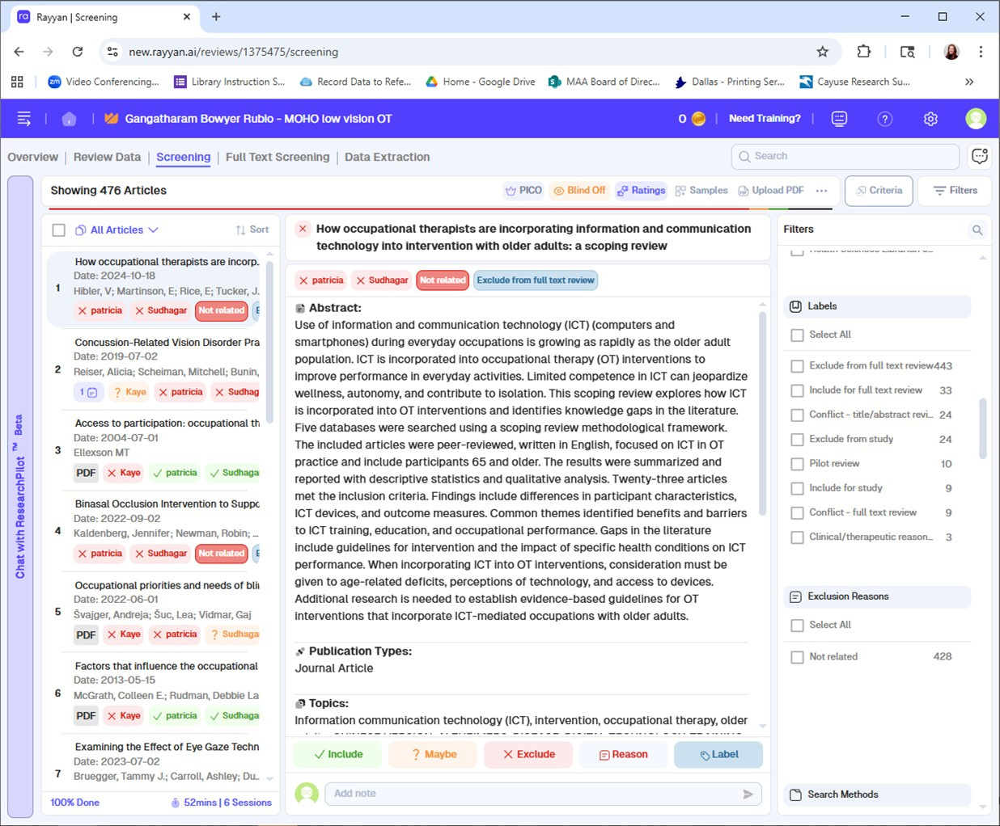 Rayyan | Screening
new.rayyan.ai/reviews/1375475/screening
Video Conferencing... Library Instruction S... Record Data to Refe... Home - Google Drive MAA Board of Direc... Dallas - Printing Ser... Cayuse Research Su...
Gangatharam Bowyer Rubio - MOHO low vision OT 0 Need Training?
Overview | Review Data | Screening | Full Text Screening | Data Extraction Search
Showing 476 Articles PICO Blind Off Ratings Samples Upload PDF ... Criteria Filters
Chat with ResearchPilot ™ Beta
All Articles Sort
How occupational therapists are incorp.
Date: 2024-10-18
1
Hibler, V; Martinson, E; Rice, E; Tucker, J.
patricia Sudhagar Not related E
Concussion-Related Vision Disorder Pra
Date: 2019-07-02
2
Reiser, Alicia; Scheiman, Mitchell; Bunin,
1 Kaye patricia Sudhag
Access to participation: occupational th
Date: 2004-07-01
3
Ellexson MT
PDF Kaye patricia Sudhaga
Binasal Occlusion Intervention to Suppo
Date: 2022-09-02
4
Kaldenberg, Jennifer; Newman, Robin; ...
patricia Sudhagar Not related E
Occupational priorities and needs of blin
Date: 2022-06-01
5
Švajger, Andreja; Šuc, Lea; Vidmar, Gaj
PDF Kaye patricia Sudhagar
Factors that influence the occupational
Date: 2013-05-15
6
McGrath, Colleen E.; Rudman, Debbie La
PDF Kaye patricia Sudhaga
Examining the Effect of Eye Gaze Techn
Date: 2023-07-02
7
Bruegger, Tammy J.; Carroll, Ashley; Du...
100% Done 52mins | 6 Sessions
How occupational therapists are incorporating information and communication
technology into intervention with older adults: a scoping review
patricia Sudhagar Not related Exclude from full text review
Abstract:
Use of information and communication technology (ICT) (computers and
smartphones) during everyday occupations is growing as rapidly as the older adult
population. ICT is incorporated into occupational therapy (OT) interventions to
improve performance in everyday activities. Limited competence in ICT can jeopardize
wellness, autonomy, and contribute to isolation. This scoping review explores how ICT
is incorporated into OT interventions and identifies knowledge gaps in the literature.
Five databases were searched using a scoping review methodological framework.
The included articles were peer-reviewed, written in English, focused on ICT in OT
practice and include participants 65 and older. The results were summarized and
reported with descriptive statistics and qualitative analysis. Twenty-three articles
met the inclusion criteria. Findings include differences in participant characteristics,
ICT devices, and outcome measures. Common themes identified benefits and barriers
to ICT training, education, and occupational performance. Gaps in the literature
include guidelines for intervention and the impact of specific health conditions on ICT
performance. When incorporating ICT into OT interventions, consideration must be
given to age-related deficits, perceptions of technology, and access to devices.
Additional research is needed to establish evidence-based guidelines for OT
interventions that incorporate ICT-mediated occupations with older adults.
Publication Types:
Journal Article
Topics:
Information communication technology (ICT), intervention, occupational therapy, older
Include Maybe Exclude Reason Label
Add note
Filters
Labels
Select All
Exclude from full text review 443
Include for full text review 33
Conflict - title/abstract revi... 24
Exclude from study 24
Pilot review 10
Include for study 9
Conflict - full text review 9
Clinical/therapeutic reason... 3
Exclusion Reasons
Select All
Not related 428
Search Methods